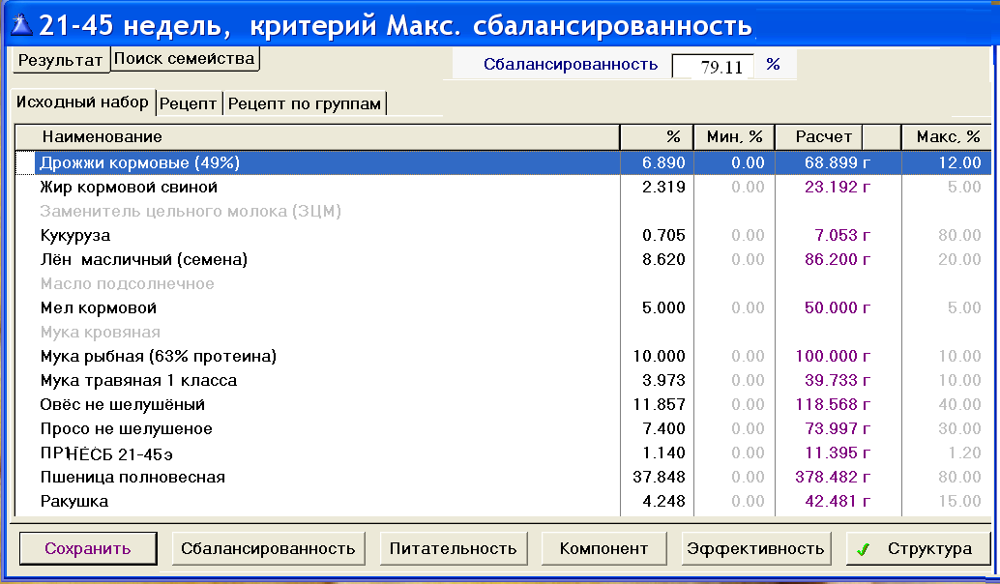 21-45 недель, критерий Макс. сбалансированность
Результат Поиск семейства Сбалансированность 79.11 %
Исходный набор Рецепт Рецепт по группам
Наименование % Мин, % Расчет Макс, %
Дрожжи кормовые (49%) 6.890 0.00 68.899 г 12.00
Жир кормовой свиной 2.319 0.00 23.192 г 5.00
Заменитель цельного молока (ЗЦМ)
Кукуруза 0.705 0.00 7.053 г 80.00
Лён масличный (семена) 8.620 0.00 86.200 г 20.00
Масло подсолнечное
Мел кормовой 5.000 0.00 50.000 г 5.00
Мука кровяная
Мука рыбная (63% протеина) 10.000 0.00 100.000 г 10.00
Мука травяная 1 класса 3.973 0.00 39.733 г 10.00
Овёс не шелушёный 11.857 0.00 118.568 г 40.00
Просо не шелушеное 7.400 0.00 73.997 г 30.00
21-45э 1.140 0.00 11.395 г 1.20
Пшеница полновесная 37.848 0.00 378.482 г 80.00
Ракушка 4.248 0.00 42.481 г 15.00
Сохранить Сбалансированность Питательность Компонент Эффективность Структура